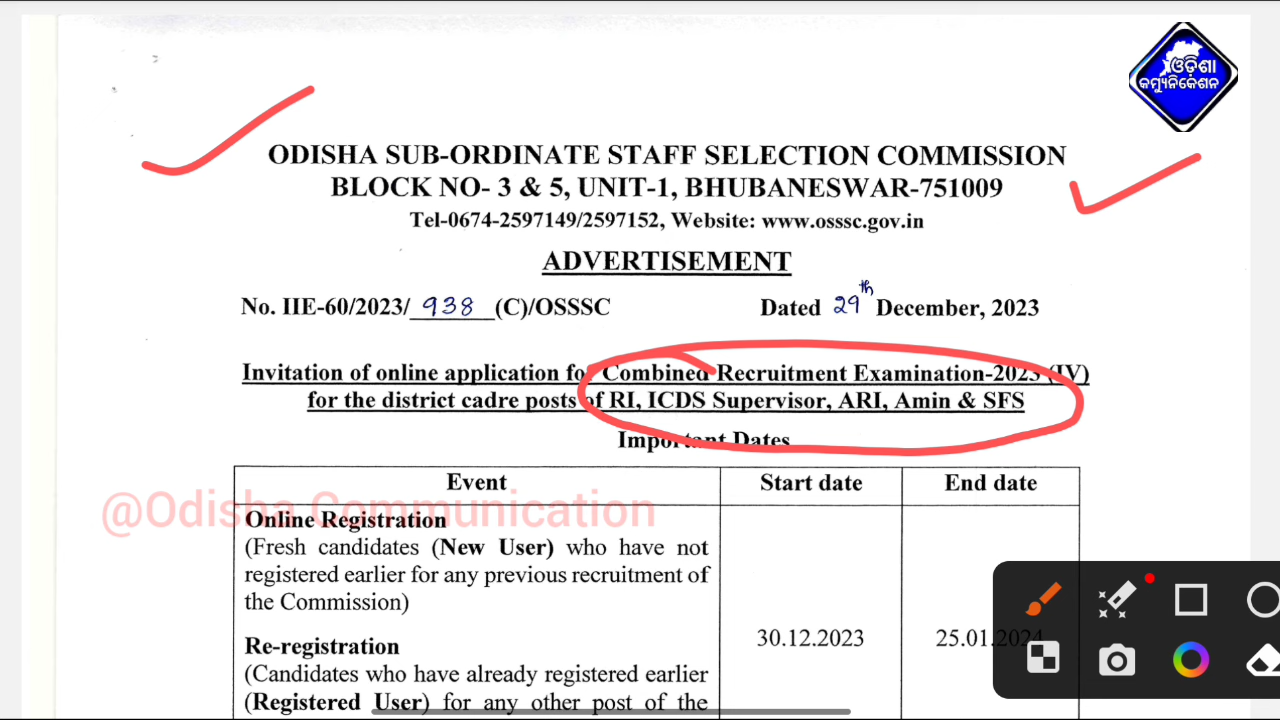 ଓଡ଼ିଶା
କମ୍ୟୁନିକେଶନ
ODISHA SUB-ORDINATE STAFF SELECTION COMMISSION
BLOCK NO- 3 & 5, UNIT-1, BHUBANESWAR-751009
Tel-0674-2597149/2597152, Website: www.osssc.gov.in
ADVERTISEMENT
No. IIE-60/2023/ 938 (C)/OSSSC Dated 29th December, 2023
Invitation of online application for Combined Recruitment Examination-2023 (IV)
for the district cadre posts of RI, ICDS Supervisor, ARI, Amin & SFS
Important Dates
Event Start date End date
@Odisha Communication
Online Registration
(Fresh candidates (New User) who have not
registered earlier for any previous recruitment of
the Commission)
Re-registration
30.12.2023 25.01.2024
(Candidates who have already registered earlier
(Registered User) for any other post of the